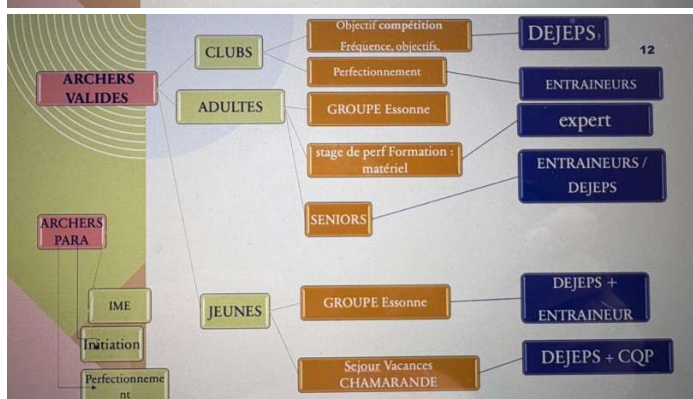 Objectif compétition
Fréquence, objectifs,
DEJEPS,
12
CLUBS
Perfectionnement
ENTRAINEURS
ARCHERS
VALIDES
ADULTES
GROUPE Essonne
expert
stage de perf Formation :
matériel
ENTRAINEURS /
DEJEPS
SENIORS
ARCHERS
PARA
IME
Initiation
Perfectionneme
nt
JEUNES
GROUPE Essonne
DEJEPS +
ENTRAINEUR
Sejour Vacances
CHAMARANDE
DEJEPS + CQP